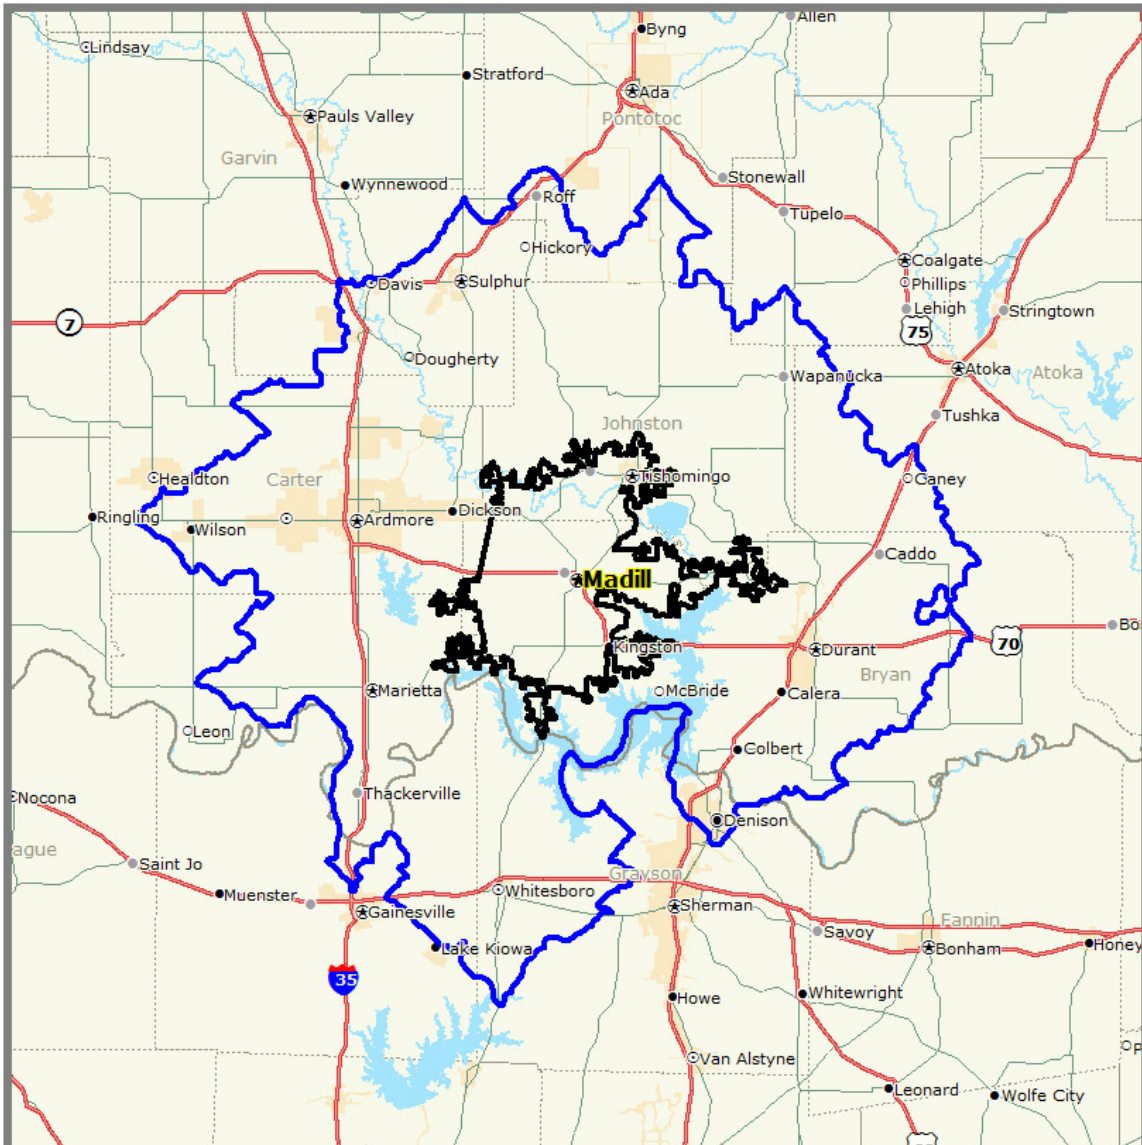 Allen
Byng
Lindsay
Stratford
Ada
Pauls Valley
Pontotoc
Garvin
Stonewall
Wynnewood
Roff
Tupelo
Hickory
Coalgate
Davis
Sulphur
Phillips
Lehigh
Stringtown
7
75
Dougherty
Atoka
Wapanucka
Atoka
Tushka
Johnston
Healdton
Carter
Tishomingo
Caney
Ringling
Dickson
Wilson
Ardmore
Caddo
Madill
Bo
70
Kingston
Durant
Bryan
Marietta
McBride
Calera
Leon
Colbert
Nocona
Thackerville
Denison
ague
Saint Jo
Grayson
Muenster
Whitesboro
Gainesville
Sherman
Fannin
Savoy
Lake Kiowa
Bonham
Honey
35
Howe
Whitewright
Van Alstyne
P
Leonard
Wolfe City